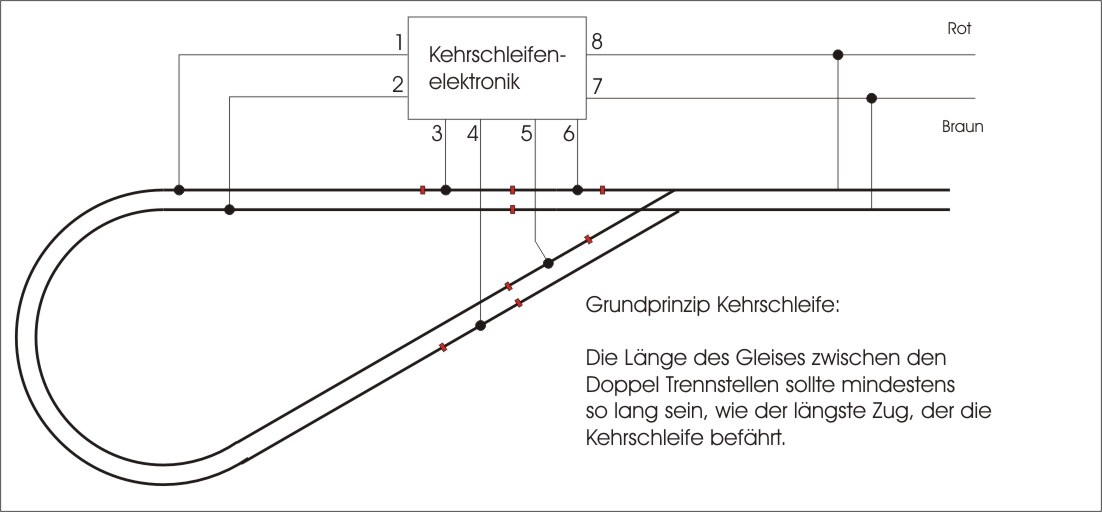 Rot
1
Kehrschleifen-
8
elektronik
2
7
Braun
3
4
5
6
Grundprinzip Kehrschleife:
Die Länge des Gleises zwischen den
Doppel Trennstellen sollte mindestens
so lang sein, wie der längste Zug, der die
Kehrschleife befährt.